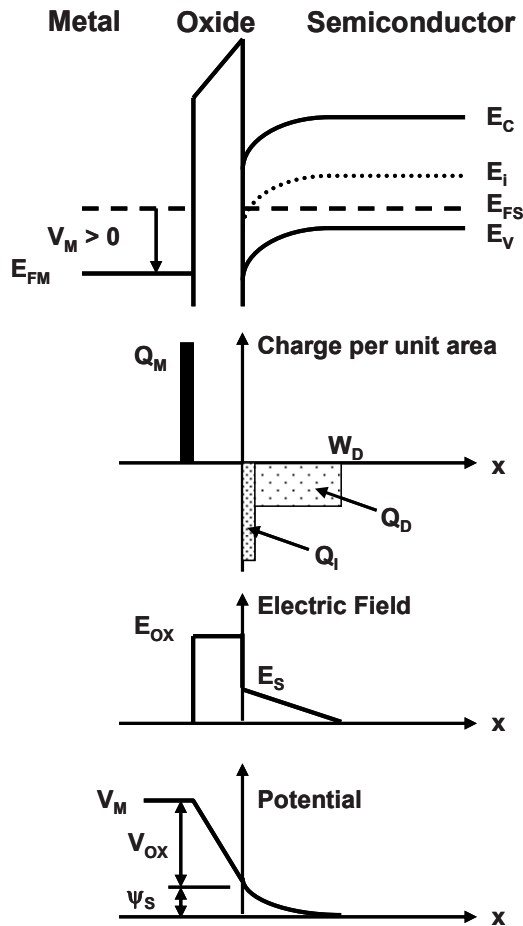 Metal Oxide Semiconductor
E_C
E_i
E_FS
V_M > 0
E_V
E_FM
Charge per unit area
Q_M
W_D
x
Q_D
Q_I
Electric Field
E_OX
E_S
x
V_M
Potential
V_OX
ψ_S
x